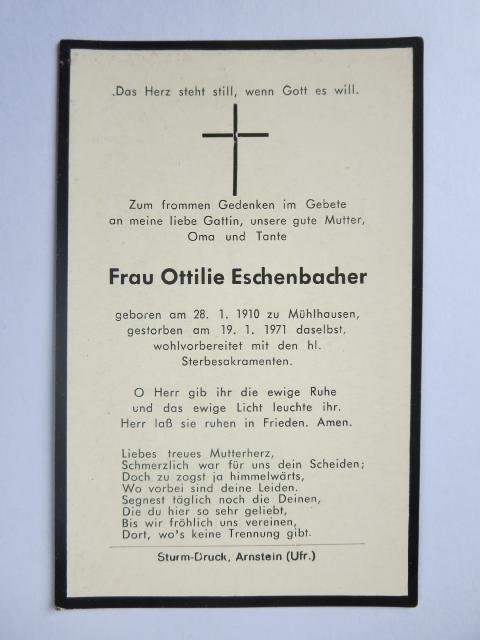 „Das Herz steht still, wenn Gott es will.
Zum frommen Gedenken im Gebete
an meine liebe Gattin, unsere gute Mutter,
Oma und Tante
Frau Ottilie Eschenbacher
geboren am 28. 1. 1910 zu Mühlhausen,
gestorben am 19. 1. 1971 daselbst,
wohlvorbereitet mit den hl.
Sterbesakramenten.
O Herr gib ihr die ewige Ruhe
und das ewige Licht leuchte ihr.
Herr laß sie ruhen in Frieden. Amen.
Liebes treues Mutterherz,
Schmerzlich war für uns dein Scheiden;
Doch zu zogst ja himmelwärts,
Wo vorbei sind deine Leiden.
Segnest täglich noch die Deinen,
Die du hier so sehr geliebt,
Bis wir fröhlich uns vereinen,
Dort, wo's keine Trennung gibt.
Sturm-Druck, Arnstein (Ufr.)